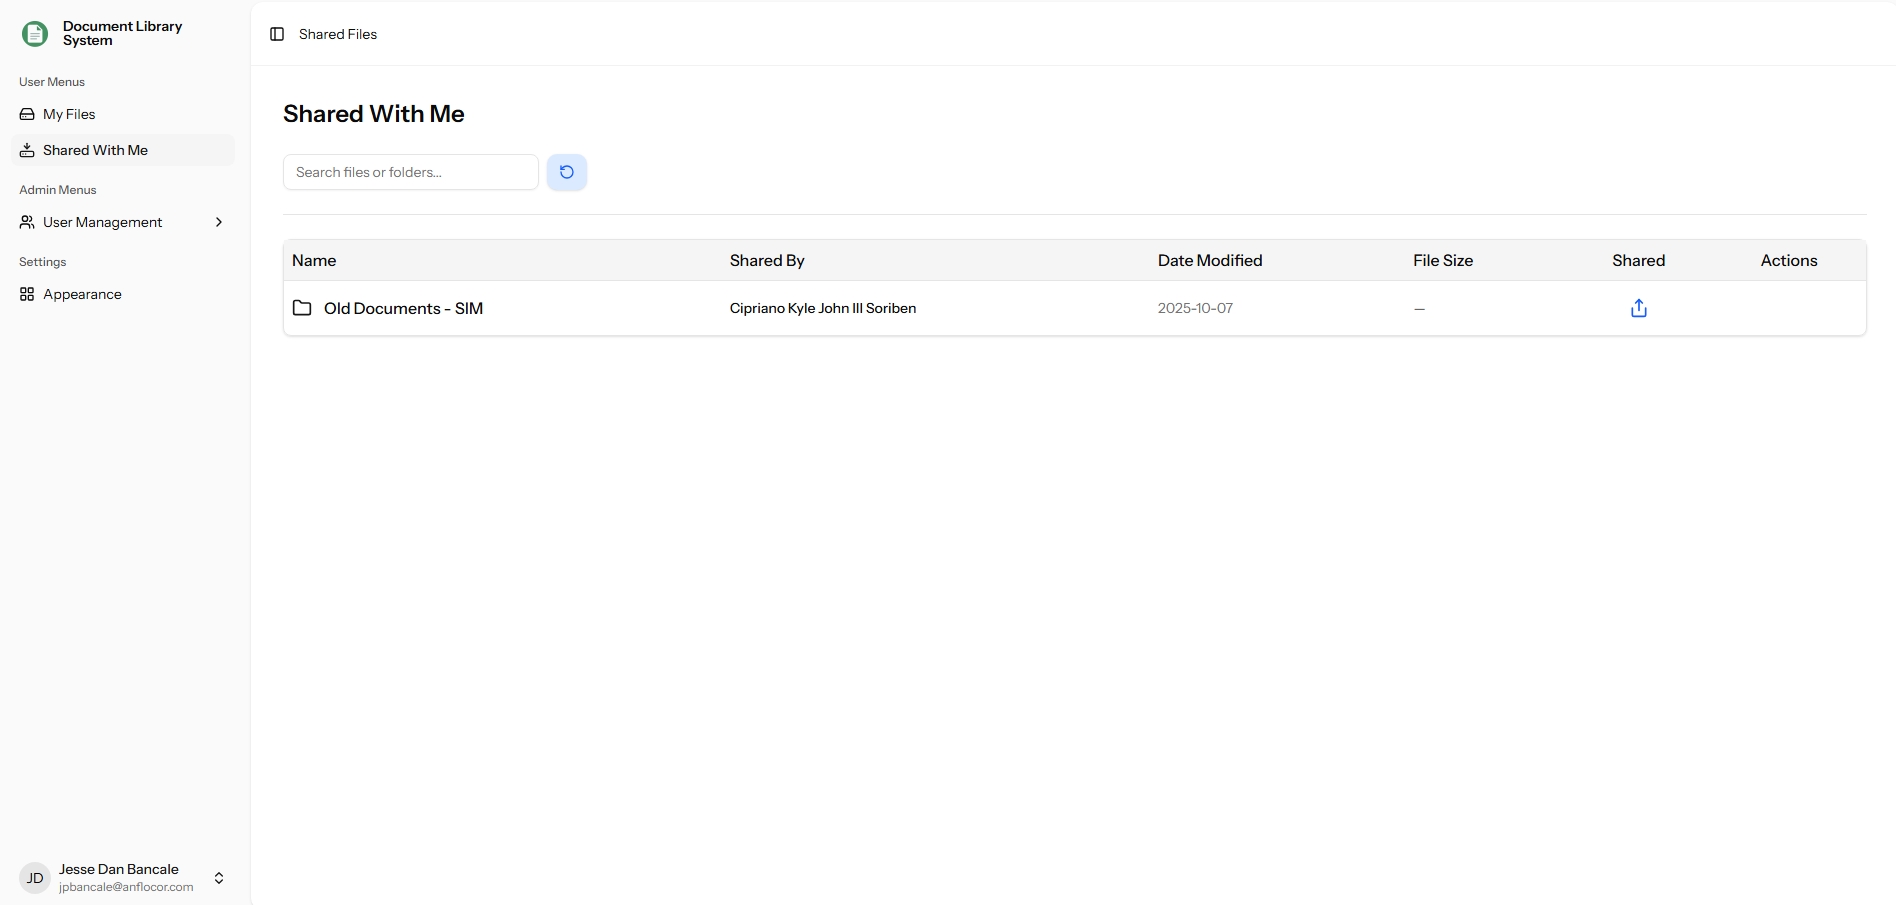 Document Library
System
User Menus
My Files
Shared With Me
Admin Menus
User Management
Settings
Appearance
JD
Jesse Dan Bancale
jpbancale@anflocor.com
Shared Files
Shared With Me
Search files or folders...
Name Shared By Date Modified File Size Shared Actions
Old Documents - SIM Cipriano Kyle John III Soriben 2025-10-07 —